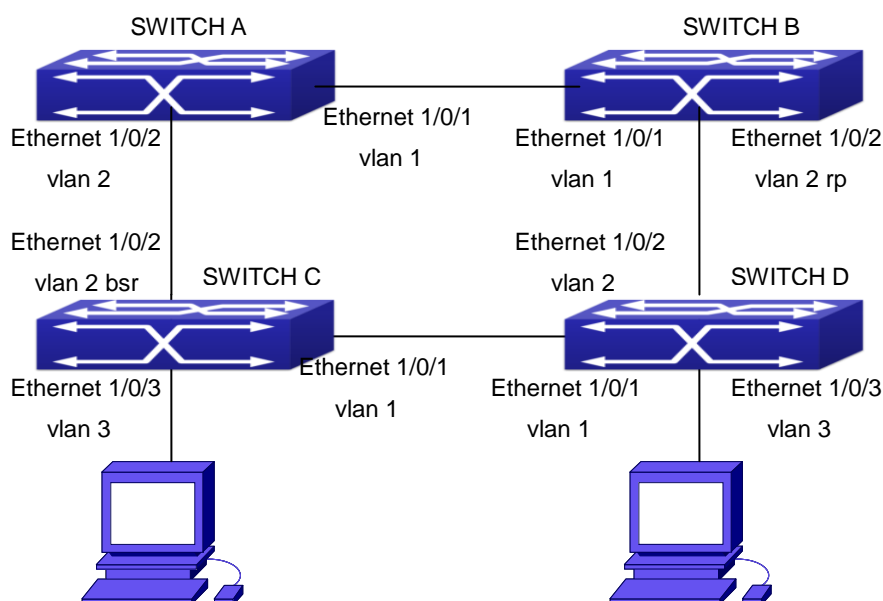 SWITCH A
SWITCH B
Ethernet 1/0/1
vlan 1
Ethernet 1/0/2
vlan 2
Ethernet 1/0/1
vlan 1
Ethernet 1/0/2
vlan 2 rp
Ethernet 1/0/2
vlan 2 bsr
Ethernet 1/0/2
vlan 2
SWITCH C
SWITCH D
Ethernet 1/0/3
vlan 3
Ethernet 1/0/1
vlan 1
Ethernet 1/0/1
vlan 1
Ethernet 1/0/3
vlan 3